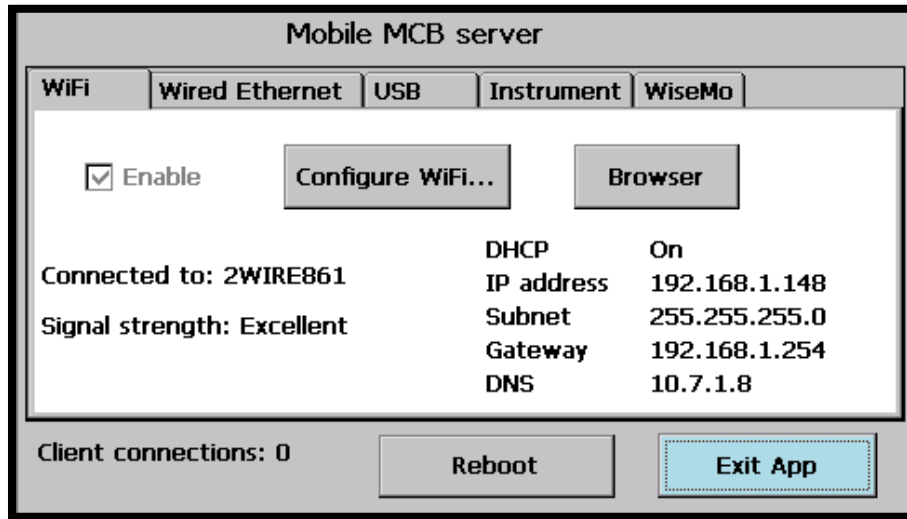 Mobile MCB server
WiFi Wired Ethernet USB Instrument WiseMo
Enable Configure WiFi... Browser
DHCP On
Connected to: 2WIRE861
IP address 192.168.1.148
Signal strength: Excellent
Subnet 255.255.255.0
Gateway 192.168.1.254
DNS 10.7.1.8
Client connections: 0 Reboot Exit App